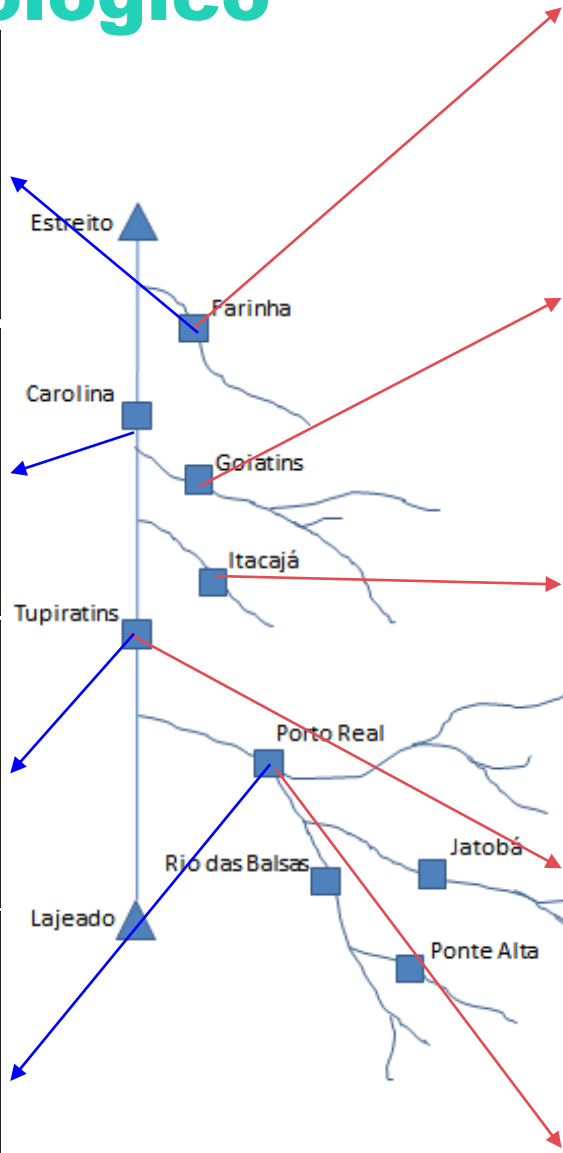 ológico
Estreito
Farinha
Carolina
Goiatins
Itacajá
Tupiratins
Porto Real
Jatobá
Rio das Balsas
Lajeado
Ponte Alta